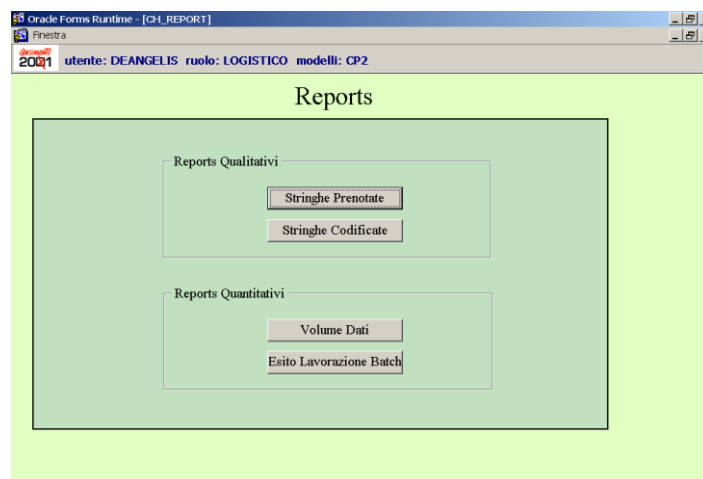 Oracle Forms Runtime - [CH_REPORT]
Finestra
Censimenti
2001 utente: DEANGELIS ruolo: LOGISTICO modelli: CP2
Reports
Reports Qualitativi
Stringhe Prenotate
Stringhe Codificate
Reports Quantitativi
Volume Dati
Esito Lavorazione Batch